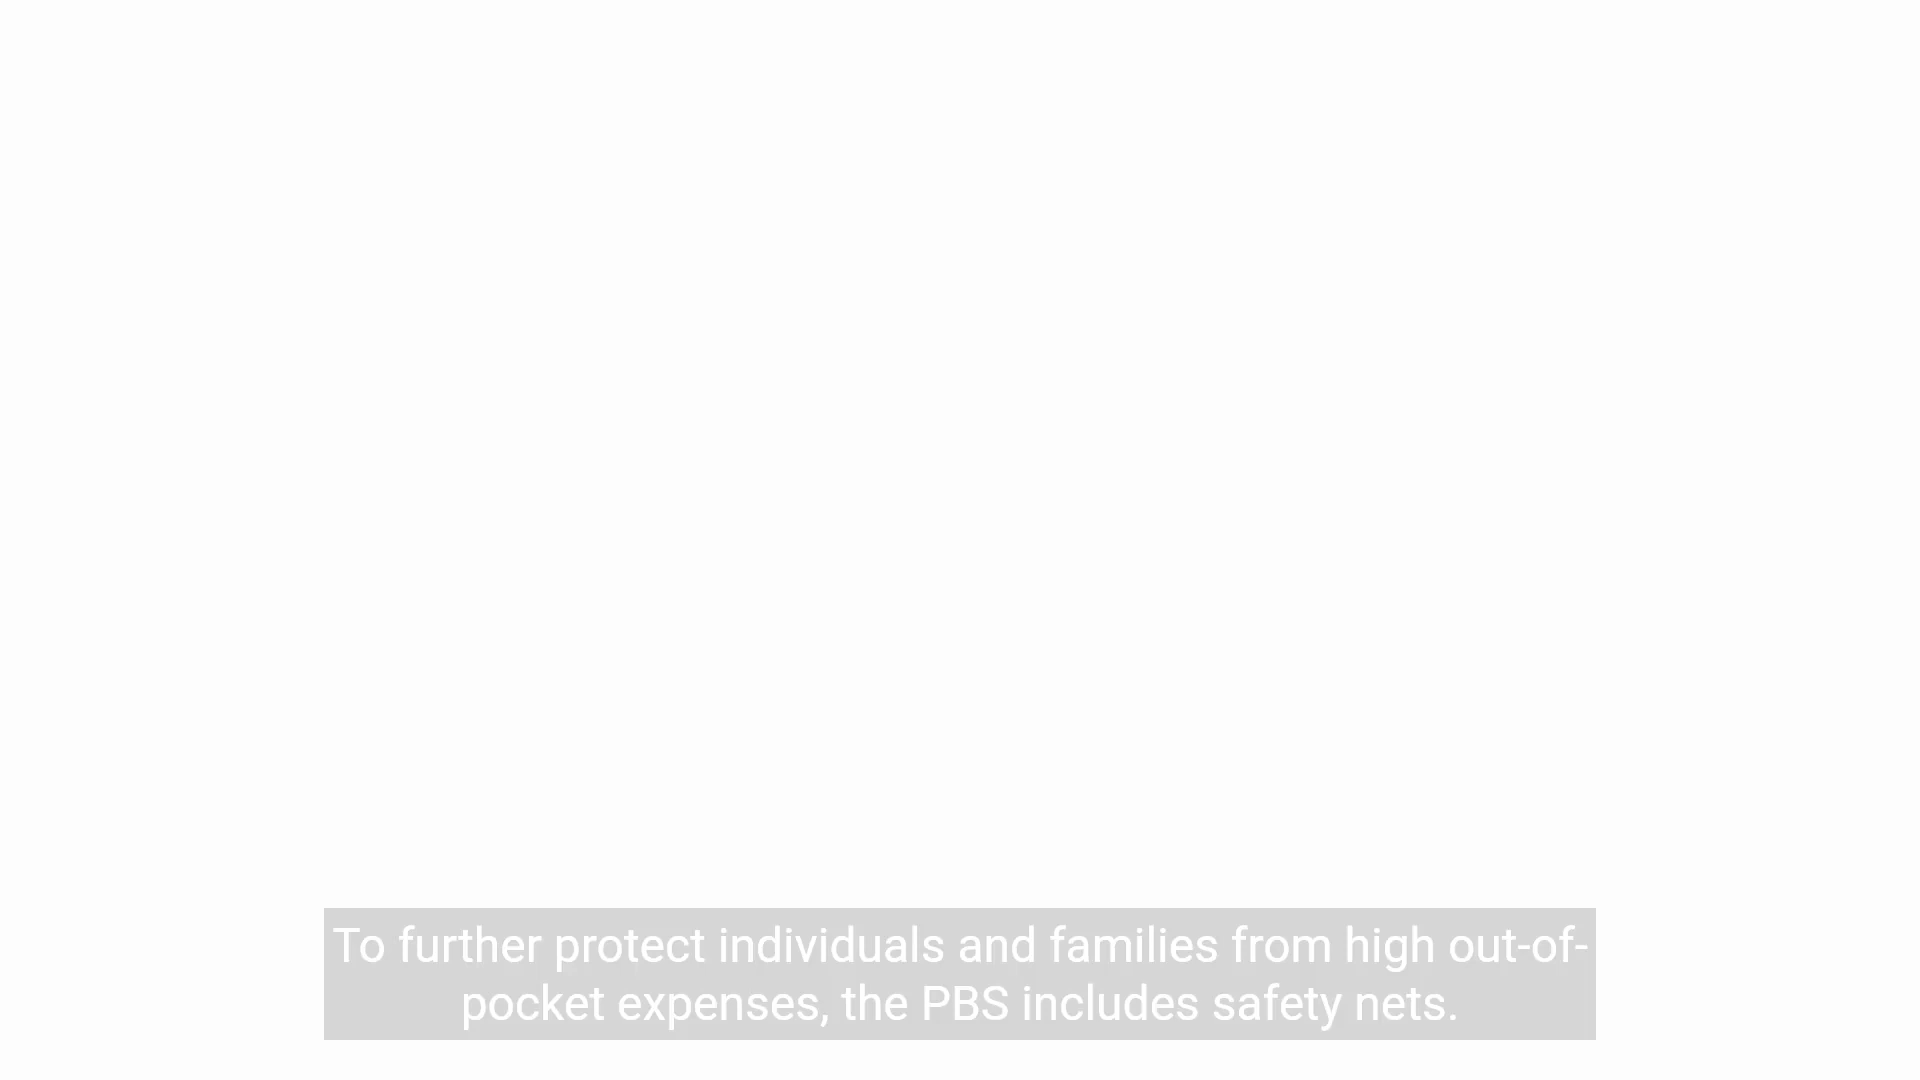 To further protect individuals and families from high out-of-
pocket expenses, the PBS includes safety nets.